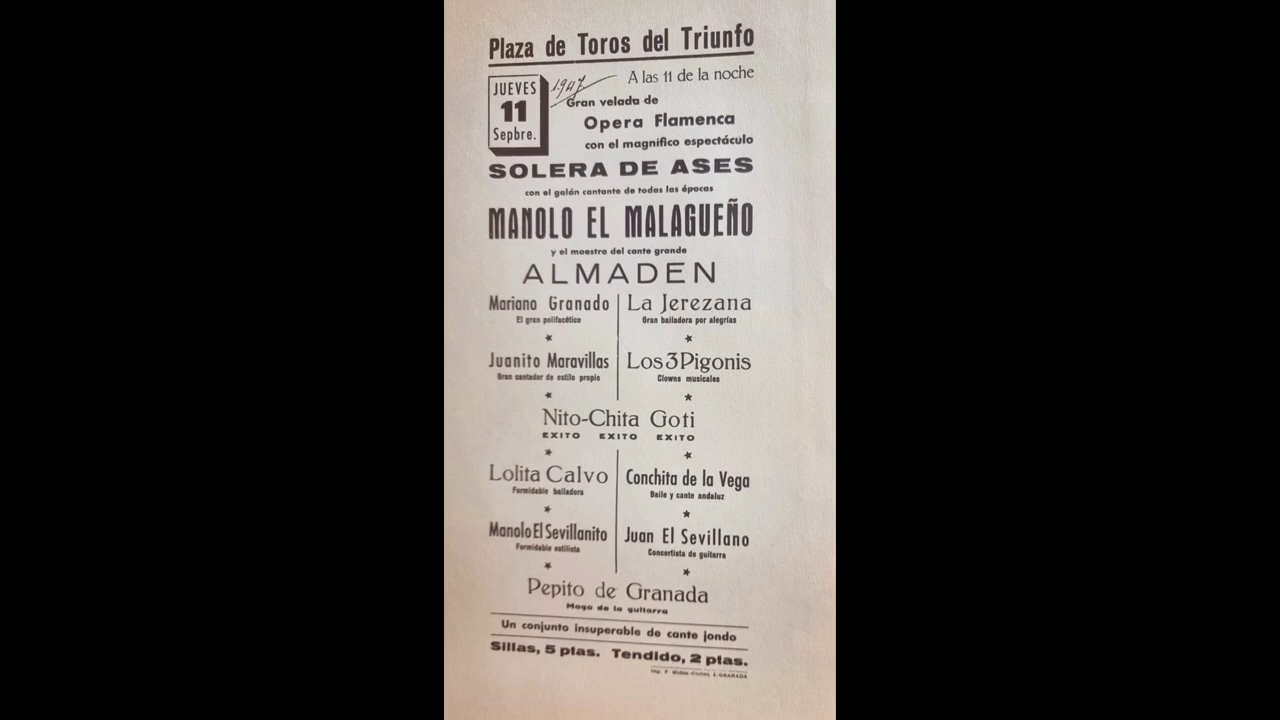 Plaza de Toros del Triunfo
JUEVES
11
Sepbre.
1947
A las 11 de la noche
Gran velada de
Opera Flamenca
con el magnífico espectáculo
SOLERA DE ASES
con el galán cantante de todas las épocas
MANOLO EL MALAGUEÑO
y el maestro del cante grande
ALMADEN
Mariano Granado
El gran polifacético
La Jerezana
Gran bailadora por alegrías
Juanito Maravillas
Gran cantador de estilo propio
Los 3 Pigonis
Clowns musicales
Nito-Chita Goti
EXITO EXITO EXITO
Lolita Calvo
Formidable bailadora
Conchita de la Vega
Baile y cante andaluz
Manolo El Sevillanito
Formidable estilista
Juan El Sevillano
Concertista de guitarra
Pepito de Granada
Mago de la guitarra
Un conjunto insuperable de cante jondo
Sillas, 5 ptas. Tendido, 2 ptas.
Imp. F. GRANADA